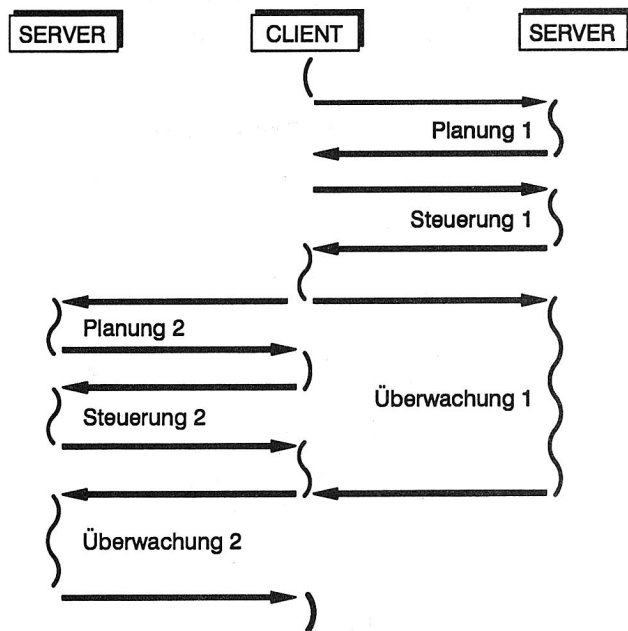 SERVER
CLIENT
SERVER
Planung 1
Steuerung 1
Planung 2
Überwachung 1
Steuerung 2
Überwachung 2